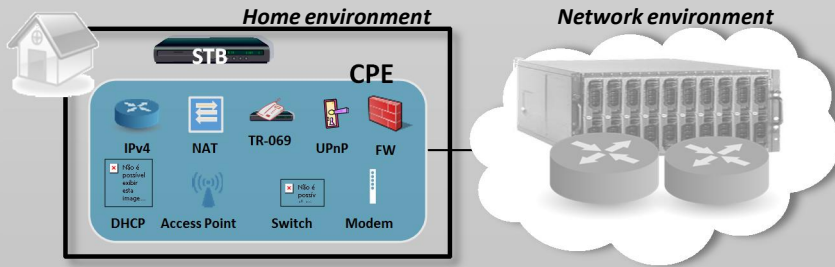 Home environment
Network environment
STB
CPE
IPv4
NAT
TR-069
UPnP
FW
Não é
possível
exibir
esta
image...
Não é
possív
DHCP
Access Point
Switch
Modem